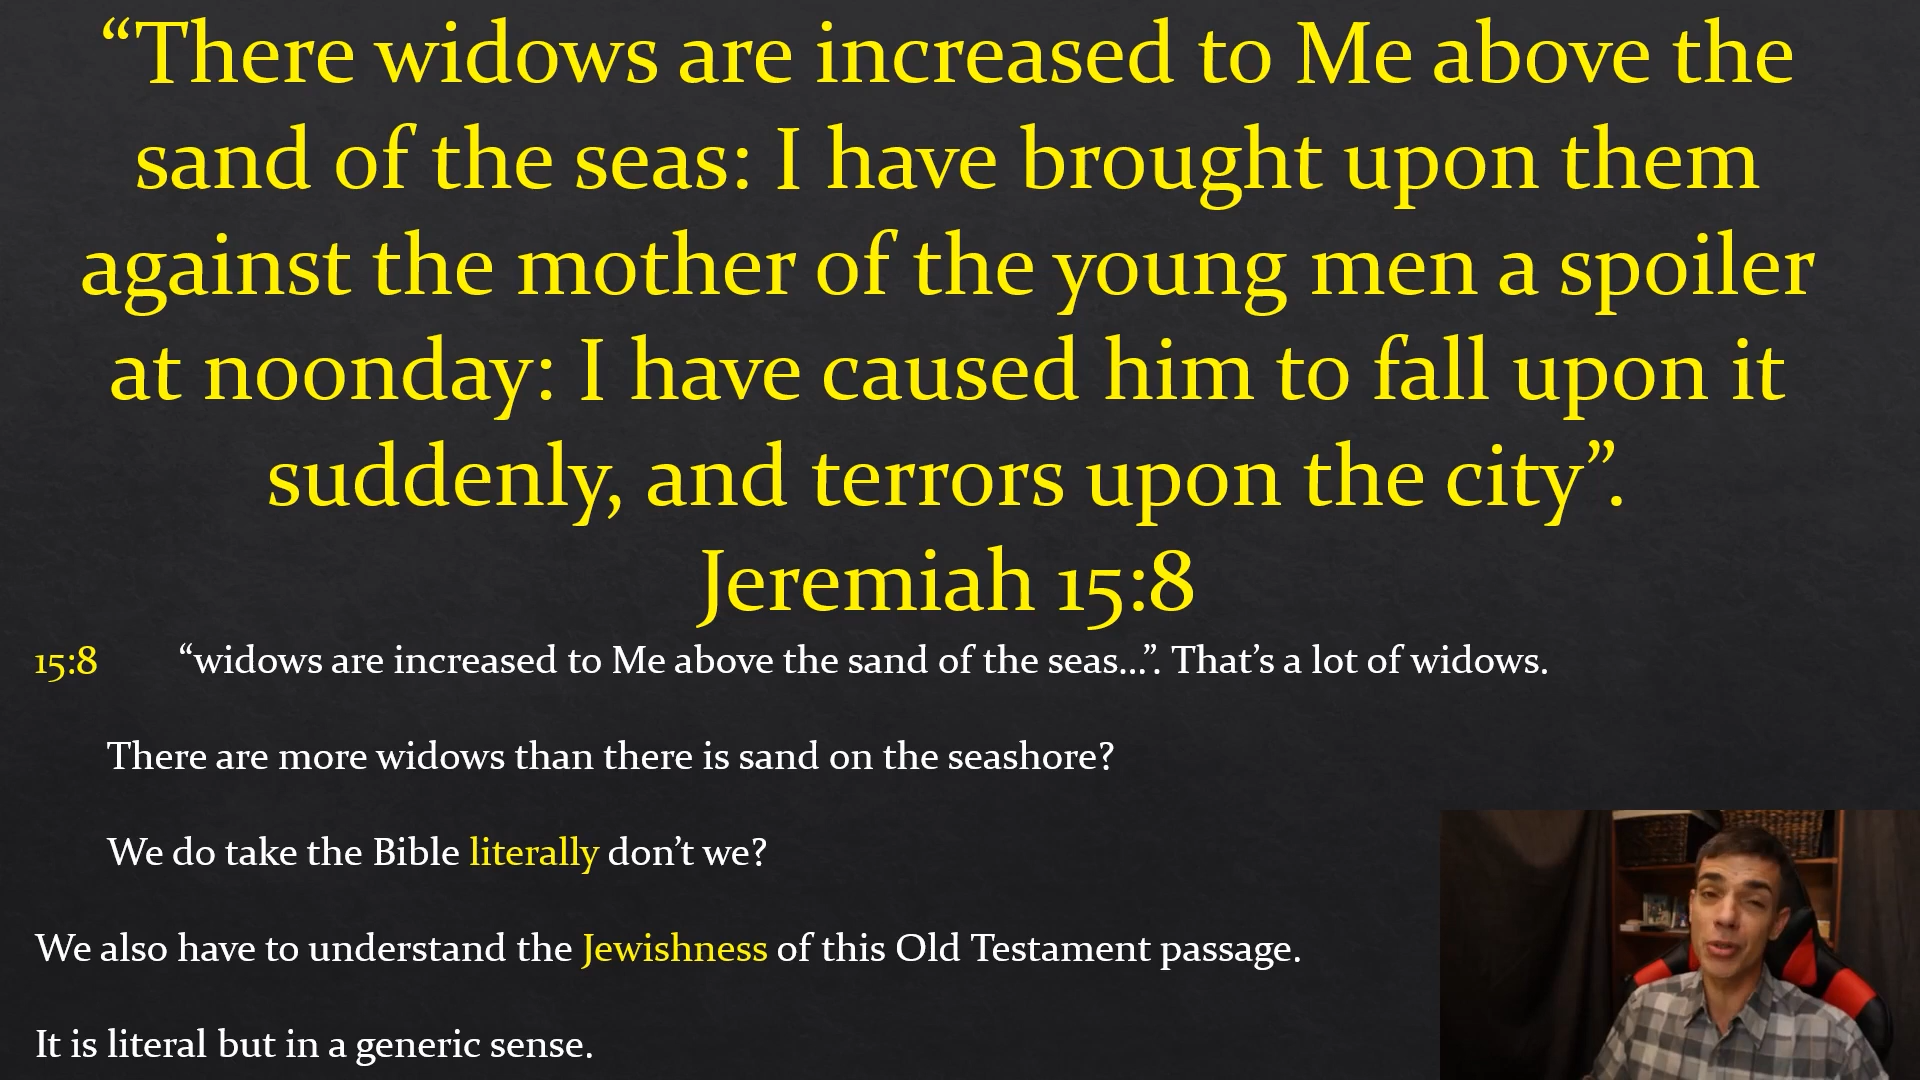 “There widows are increased to Me above the
sand of the seas: I have brought upon them
against the mother of the young men a spoiler
at noonday: I have caused him to fall upon it
suddenly, and terrors upon the city”.
Jeremiah 15:8
15:8 “widows are increased to Me above the sand of the seas...”. That’s a lot of widows.
There are more widows than there is sand on the seashore?
We do take the Bible literally don’t we?
We also have to understand the Jewishness of this Old Testament passage.
It is literal but in a generic sense.